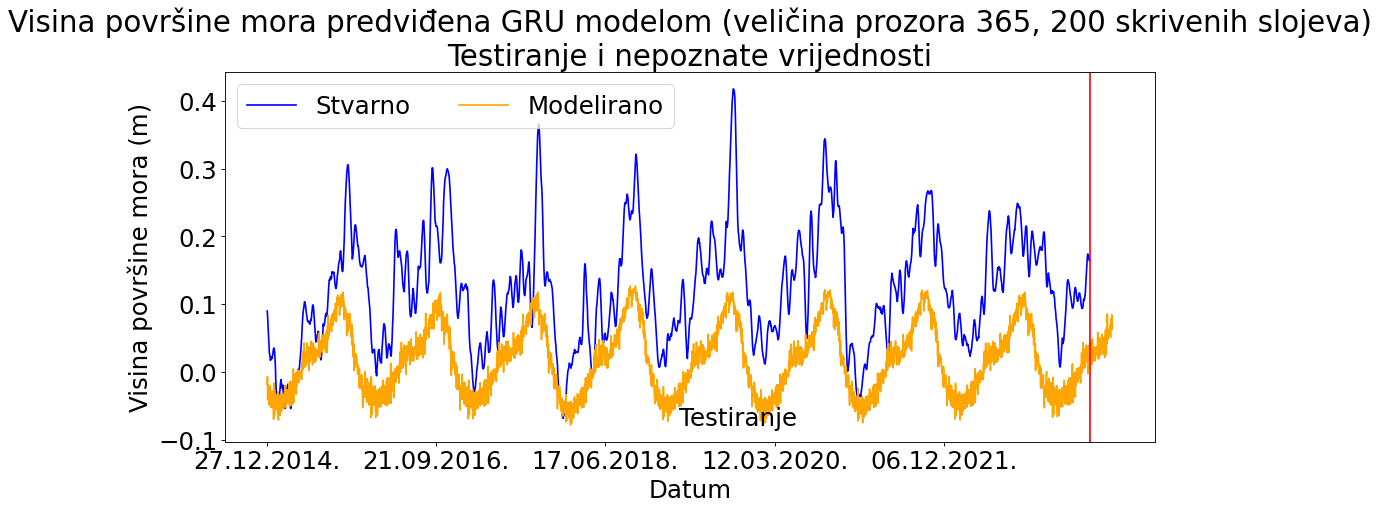 Visina površine mora predviđena GRU modelom (veličina prozora 365, 200 skrivenih slojeva)
Testiranje i nepoznate vrijednosti
Stvarno
Modelirano
Visina površine mora (m)
0.4
0.3
0.2
0.1
0.0
−0.1
Testiranje
27.12.2014. 21.09.2016. 17.06.2018. 12.03.2020. 06.12.2021.
Datum